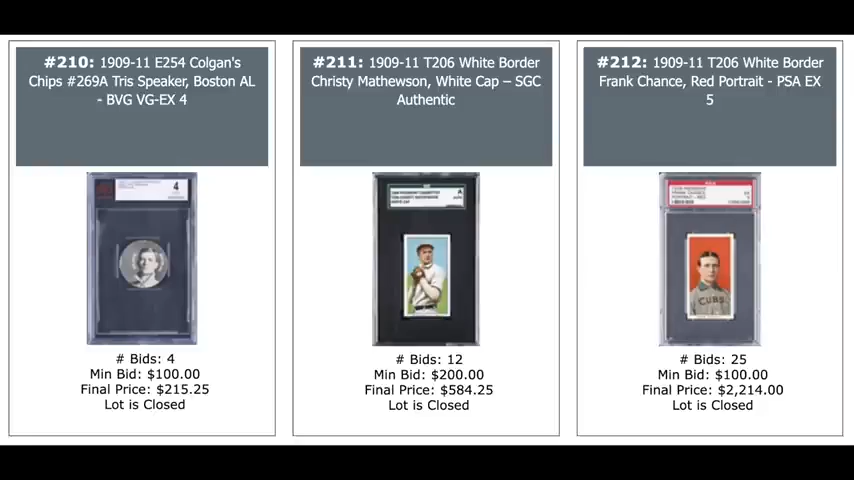 #210: 1909-11 E254 Colgan's
Chips #269A Tris Speaker, Boston AL
- BVG VG-EX 4
4
# Bids: 4
Min Bid: $100.00
Final Price: $215.25
Lot is Closed
#211: 1909-11 T206 White Border
Christy Mathewson, White Cap – SGC
Authentic
A
# Bids: 12
Min Bid: $200.00
Final Price: $584.25
Lot is Closed
#212: 1909-11 T206 White Border
Frank Chance, Red Portrait - PSA EX
5
CUBS
# Bids: 25
Min Bid: $100.00
Final Price: $2,214.00
Lot is Closed